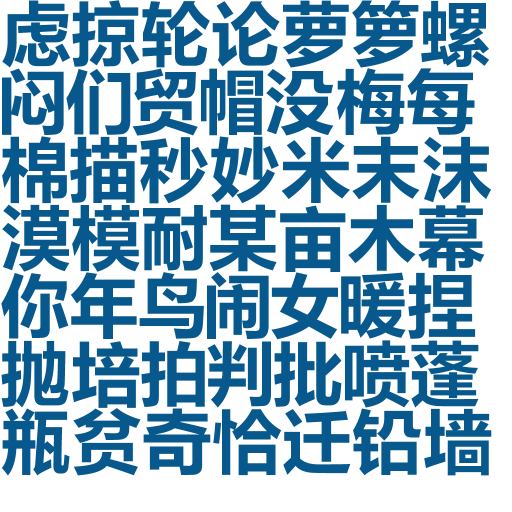 虑掠轮论萝箩螺
闷们贸帽没梅每
棉描秒妙米末沫
漠模耐某亩木幕
你年鸟闹女暖捏
抛培拍判批喷蓬
瓶贫奇恰迁铅墙